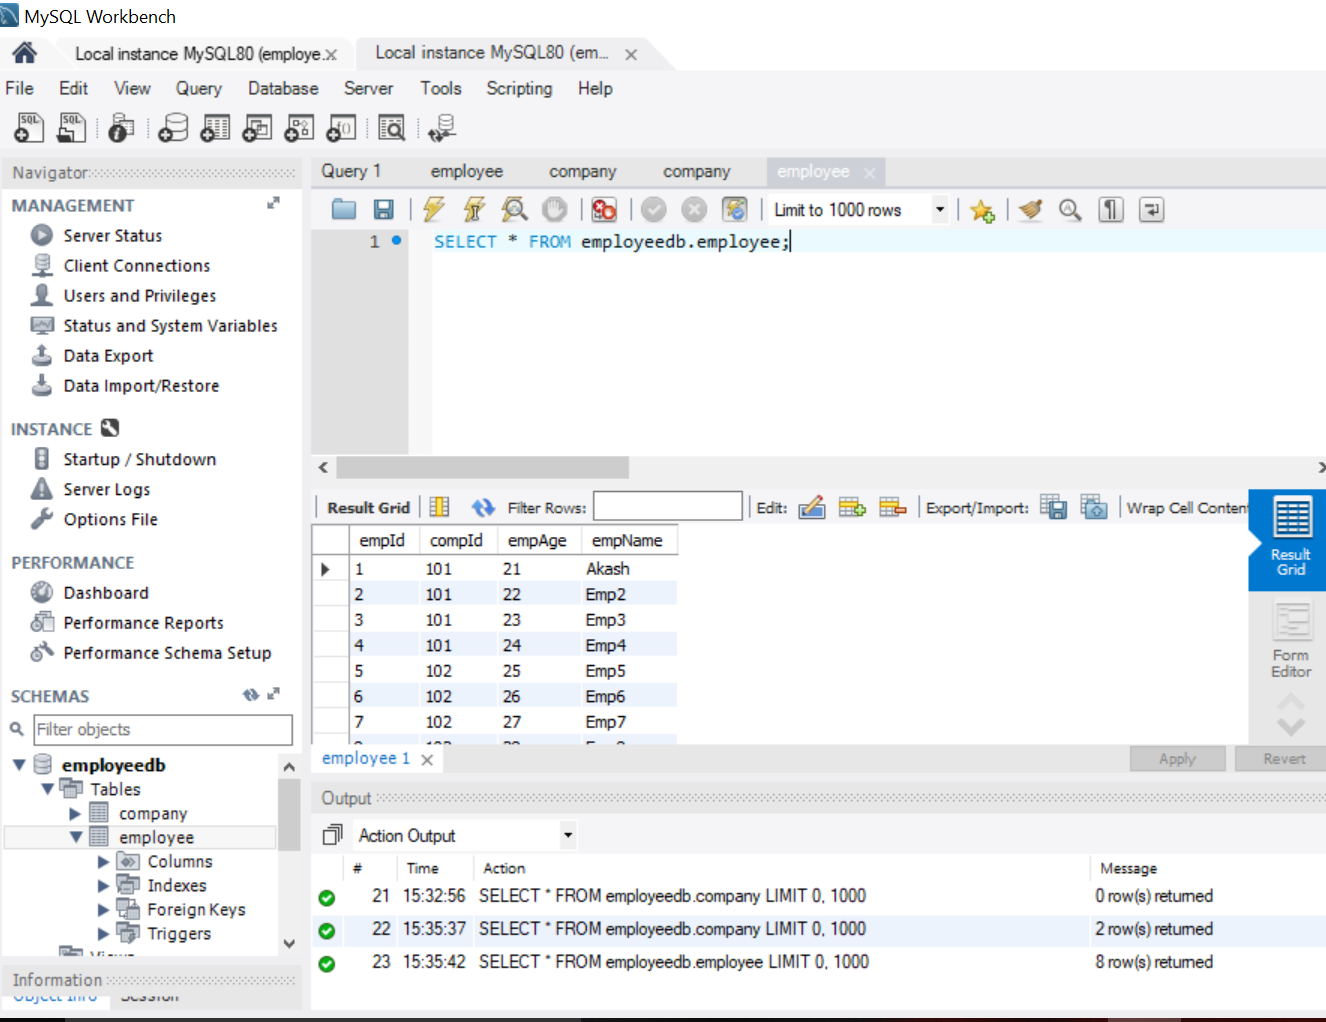 MySQL Workbench
Local instance MySQL80 (employe.
Local instance MySQL80 (em...
File Edit View Query Database Server Tools Scripting Help
Navigator
MANAGEMENT
Server Status
Client Connections
Users and Privileges
Status and System Variables
Data Export
Data Import/Restore
INSTANCE
Startup / Shutdown
Server Logs
Options File
PERFORMANCE
Dashboard
Performance Reports
Performance Schema Setup
SCHEMAS
Filter objects
employeedb
Tables
company
employee
Columns
Indexes
Foreign Keys
Triggers
Views
Information
Object Info Session
Query 1 employee company company employee
Limit to 1000 rows
1 SELECT * FROM employeedb.employee;
Result Grid Filter Rows: Edit: Export/Import: Wrap Cell Conten
empId compId empAge empName
1 101 21 Akash
2 101 22 Emp2
3 101 23 Emp3
4 101 24 Emp4
5 102 25 Emp5
6 102 26 Emp6
7 102 27 Emp7
Result
Grid
Form
Editor
employee 1
Apply Revert
Output
Action Output
# Time Action Message
21 15:32:56 SELECT * FROM employeedb.company LIMIT 0, 1000 0 row(s) returned
22 15:35:37 SELECT * FROM employeedb.company LIMIT 0, 1000 2 row(s) returned
23 15:35:42 SELECT * FROM employeedb.employee LIMIT 0, 1000 8 row(s) returned